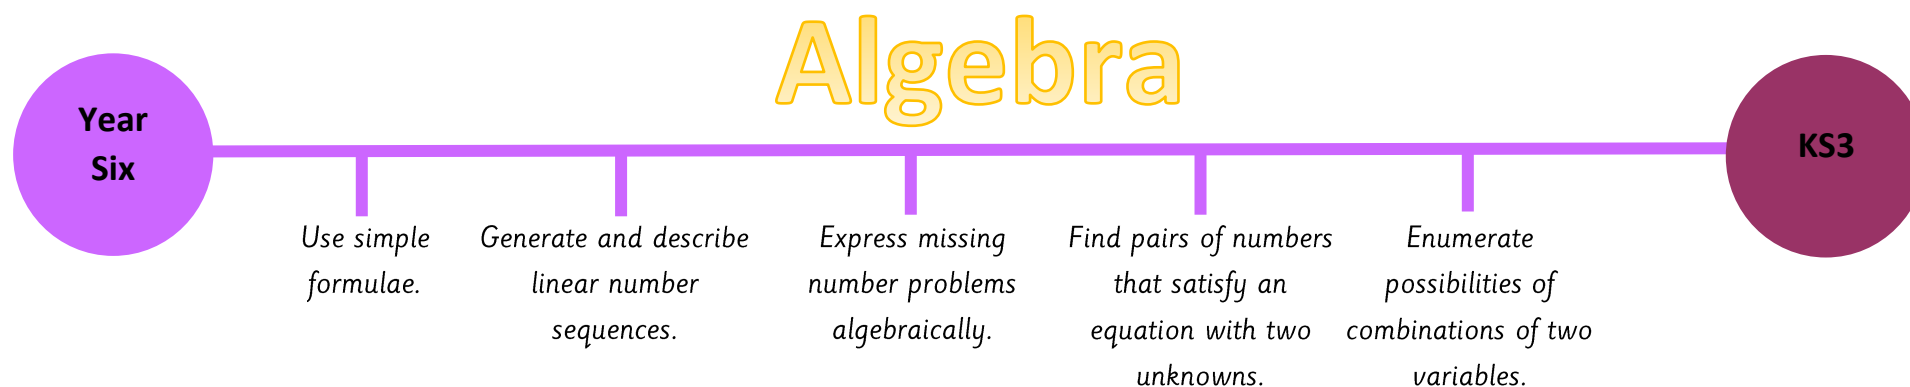 Algebra
Year
Six
KS3
Use simple
formulae.
Generate and describe
linear number
sequences.
Express missing
number problems
algebraically.
Find pairs of numbers
that satisfy an
equation with two
unknowns.
Enumerate
possibilities of
combinations of two
variables.